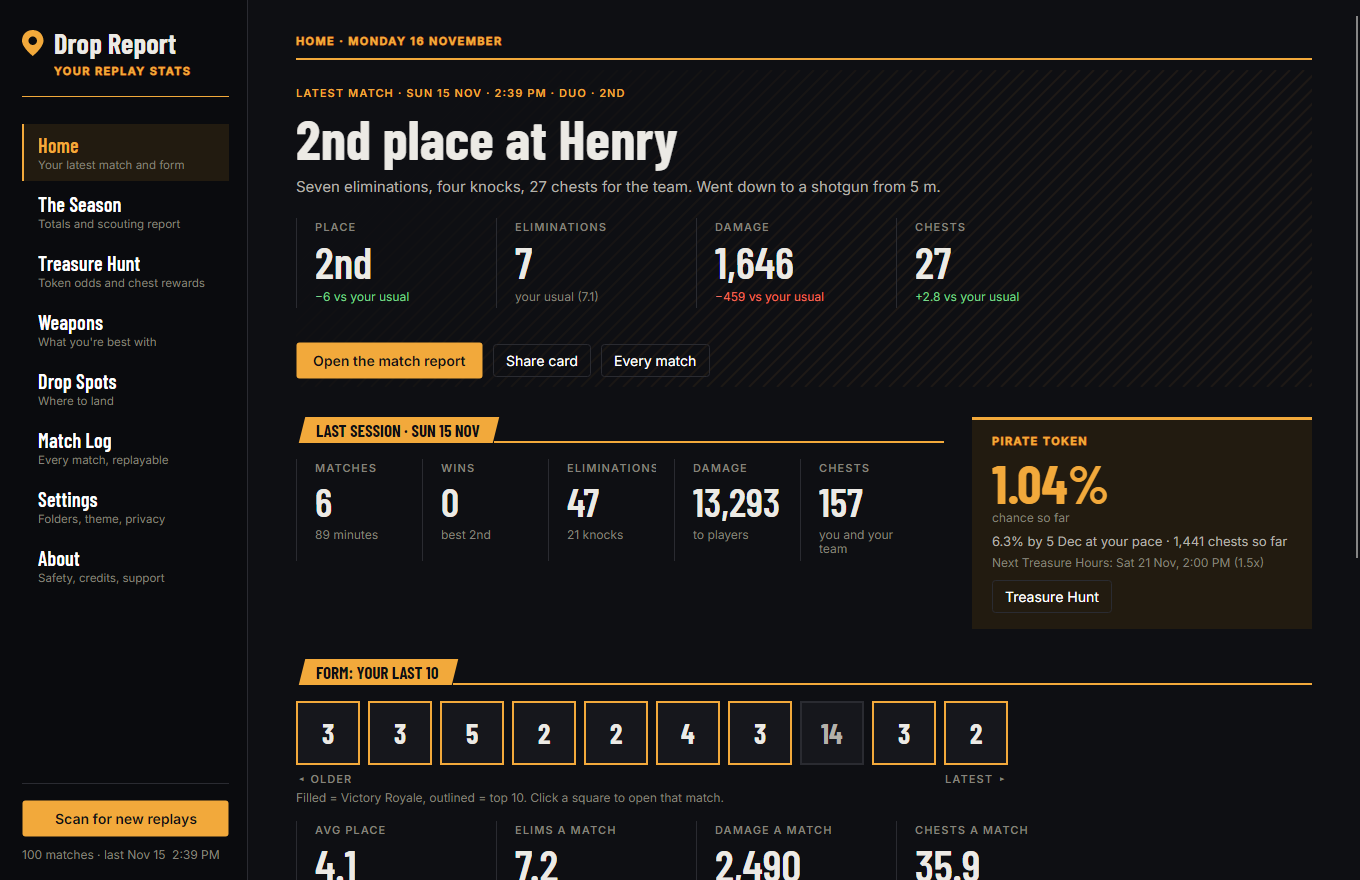 Drop Report
YOUR REPLAY STATS
Home
Your latest match and form
The Season
Totals and scouting report
Treasure Hunt
Token odds and chest rewards
Weapons
What you're best with
Drop Spots
Where to land
Match Log
Every match, replayable
Settings
Folders, theme, privacy
About
Safety, credits, support
Scan for new replays
100 matches · last Nov 15 2:39 PM
HOME · MONDAY 16 NOVEMBER
LATEST MATCH · SUN 15 NOV · 2:39 PM · DUO · 2ND
2nd place at Henry
Seven eliminations, four knocks, 27 chests for the team. Went down to a shotgun from 5 m.
PLACE
2nd
−6 vs your usual
ELIMINATIONS
7
your usual (7.1)
DAMAGE
1,646
−459 vs your usual
CHESTS
27
+2.8 vs your usual
Open the match report
Share card
Every match
LAST SESSION · SUN 15 NOV
MATCHES
6
89 minutes
WINS
0
best 2nd
ELIMINATIONS
47
21 knocks
DAMAGE
13,293
to players
CHESTS
157
you and your
team
PIRATE TOKEN
1.04%
chance so far
6.3% by 5 Dec at your pace · 1,441 chests so far
Next Treasure Hours: Sat 21 Nov, 2:00 PM (1.5x)
Treasure Hunt
FORM: YOUR LAST 10
3 3 5 2 2 4 3 14 3 2
◂ OLDER
LATEST ▸
Filled = Victory Royale, outlined = top 10. Click a square to open that match.
AVG PLACE
4.1
ELIMS A MATCH
7.2
DAMAGE A MATCH
2,490
CHESTS A MATCH
35.9